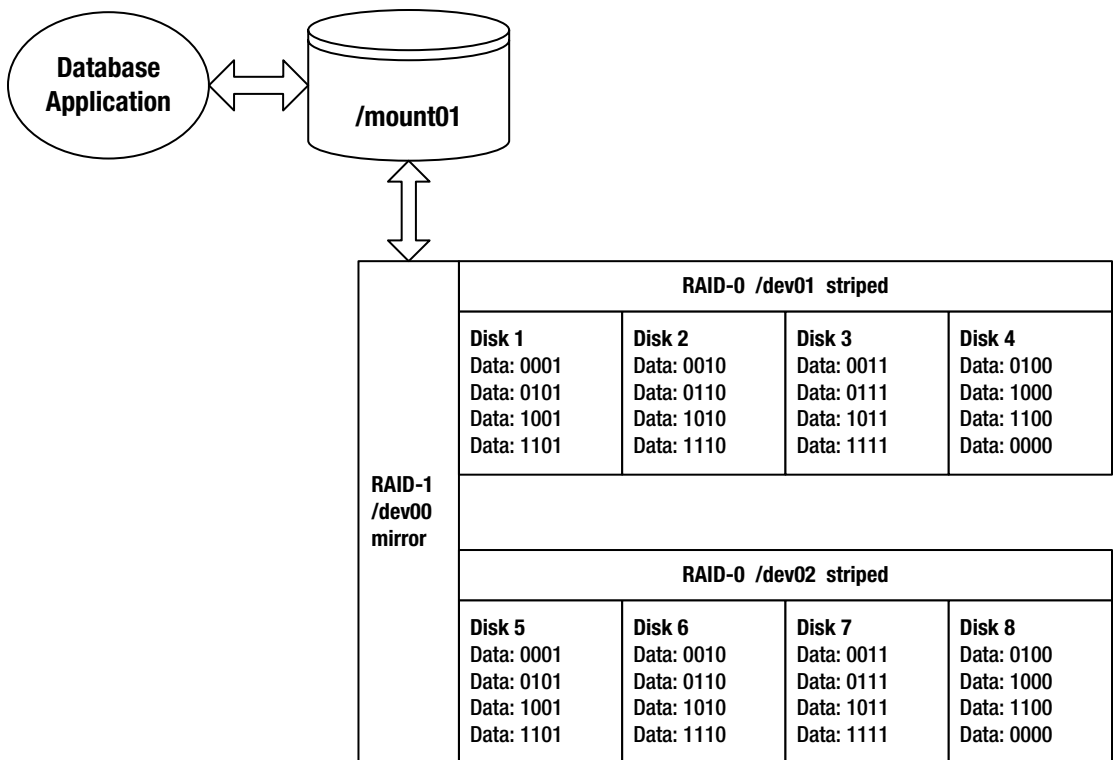 Database
Application
/mount01
RAID-0 /dev01 striped
Disk 1
Data: 0001
Data: 0101
Data: 1001
Data: 1101
Disk 2
Data: 0010
Data: 0110
Data: 1010
Data: 1110
Disk 3
Data: 0011
Data: 0111
Data: 1011
Data: 1111
Disk 4
Data: 0100
Data: 1000
Data: 1100
Data: 0000
RAID-1
/dev00
mirror
RAID-0 /dev02 striped
Disk 5
Data: 0001
Data: 0101
Data: 1001
Data: 1101
Disk 6
Data: 0010
Data: 0110
Data: 1010
Data: 1110
Disk 7
Data: 0011
Data: 0111
Data: 1011
Data: 1111
Disk 8
Data: 0100
Data: 1000
Data: 1100
Data: 0000